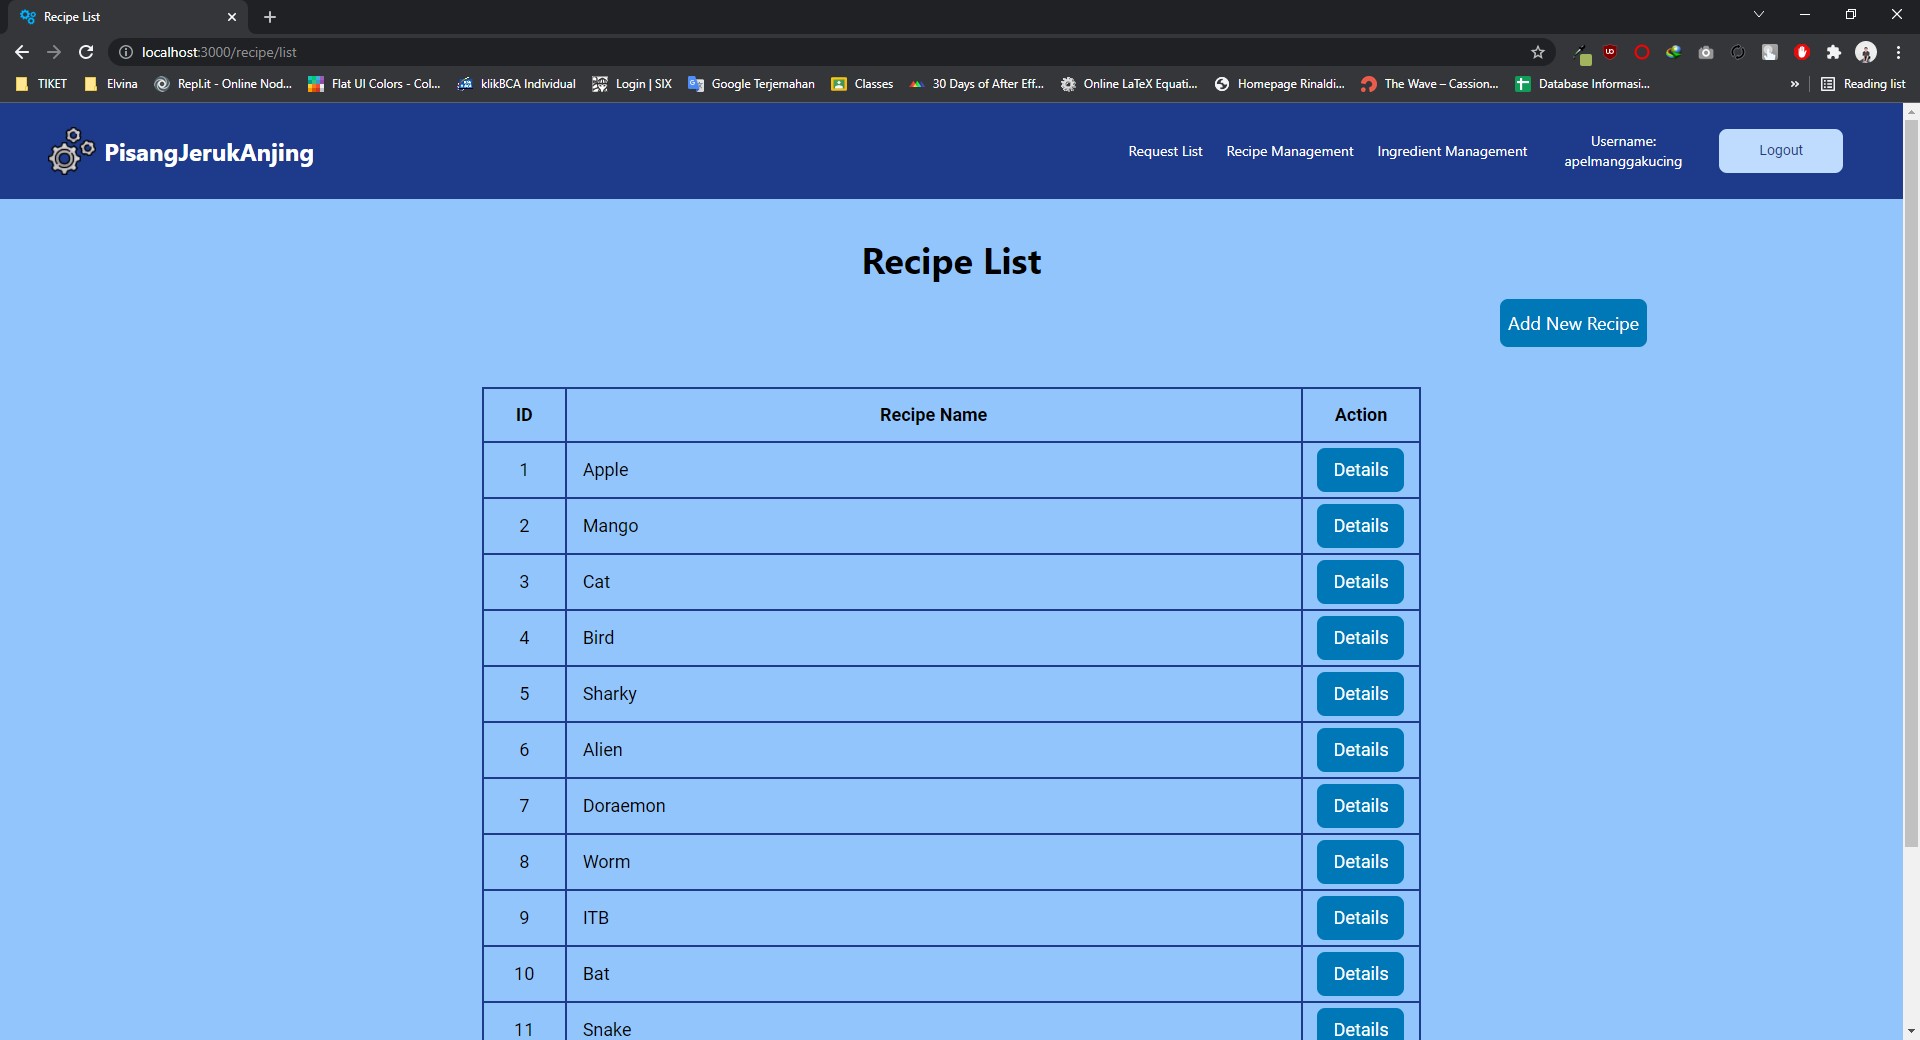 Recipe List
localhost:3000/recipe/list
TIKET Elvina Repl.it - Online Nod... Flat UI Colors - Col... klikBCA Individual Login | SIX Google Terjemahan Classes 30 Days of After Eff... Online LaTeX Equati... Homepage Rinaldi... The Wave – Cassion... Database Informasi... » Reading list
PisangJerukAnjing Request List Recipe Management Ingredient Management Username: apelmanggakucing Logout
Recipe List
Add New Recipe
ID Recipe Name Action
1 Apple Details
2 Mango Details
3 Cat Details
4 Bird Details
5 Sharky Details
6 Alien Details
7 Doraemon Details
8 Worm Details
9 ITB Details
10 Bat Details
11 Snake Details